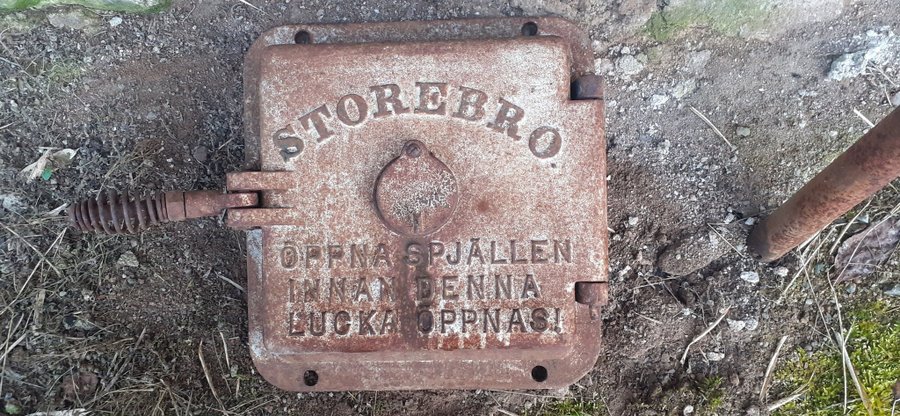 STOREBRO
ÖPPNA SPJÄLLEN
INNAN DENNA
LUCKA ÖPPNAS!